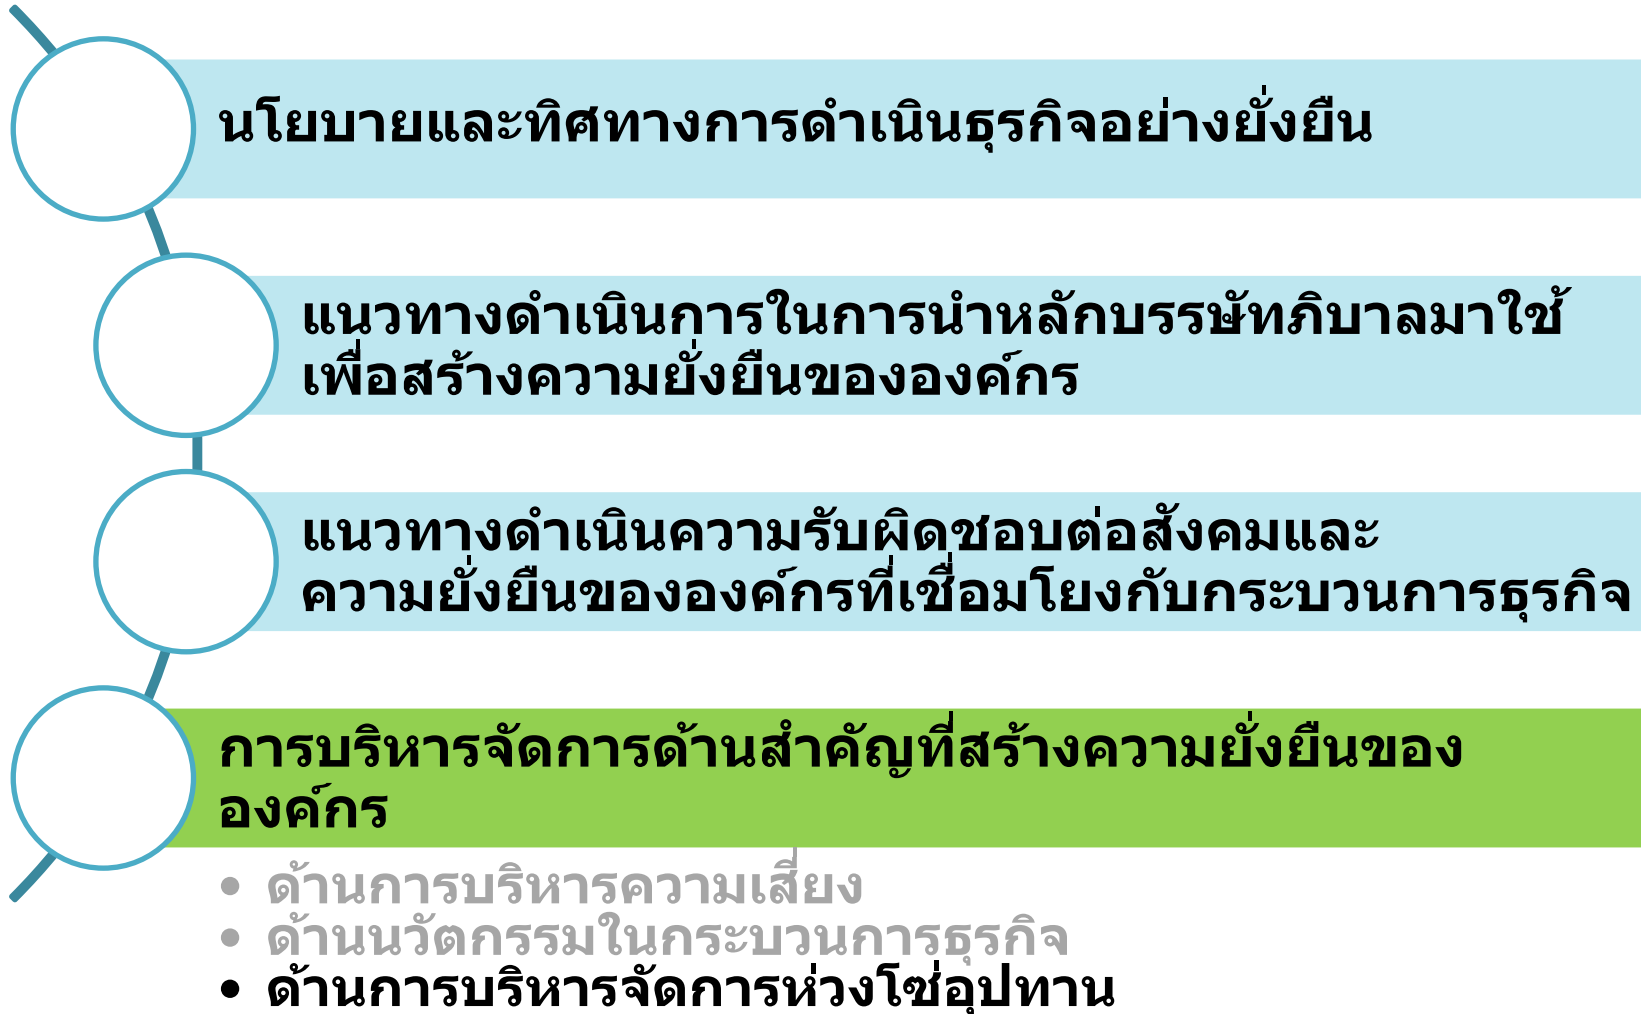 นโยบายและทิศทางการดำเนินธุรกิจอย่างยั่งยืน
แนวทางดำเนินการในการนำหลักบรรษัทภิบาลมาใช้
เพื่อสร้างความยั่งยืนขององค์กร
แนวทางดำเนินความรับผิดชอบต่อสังคมและ
ความยั่งยืนขององค์กรที่เชื่อมโยงกับกระบวนการธุรกิจ
การบริหารจัดการด้านสำคัญที่สร้างความยั่งยืนของ
องค์กร
• ด้านการบริหารความเสี่ยง
• ด้านนวัตกรรมในกระบวนการธุรกิจ
• ด้านการบริหารจัดการห่วงโซ่อุปทาน